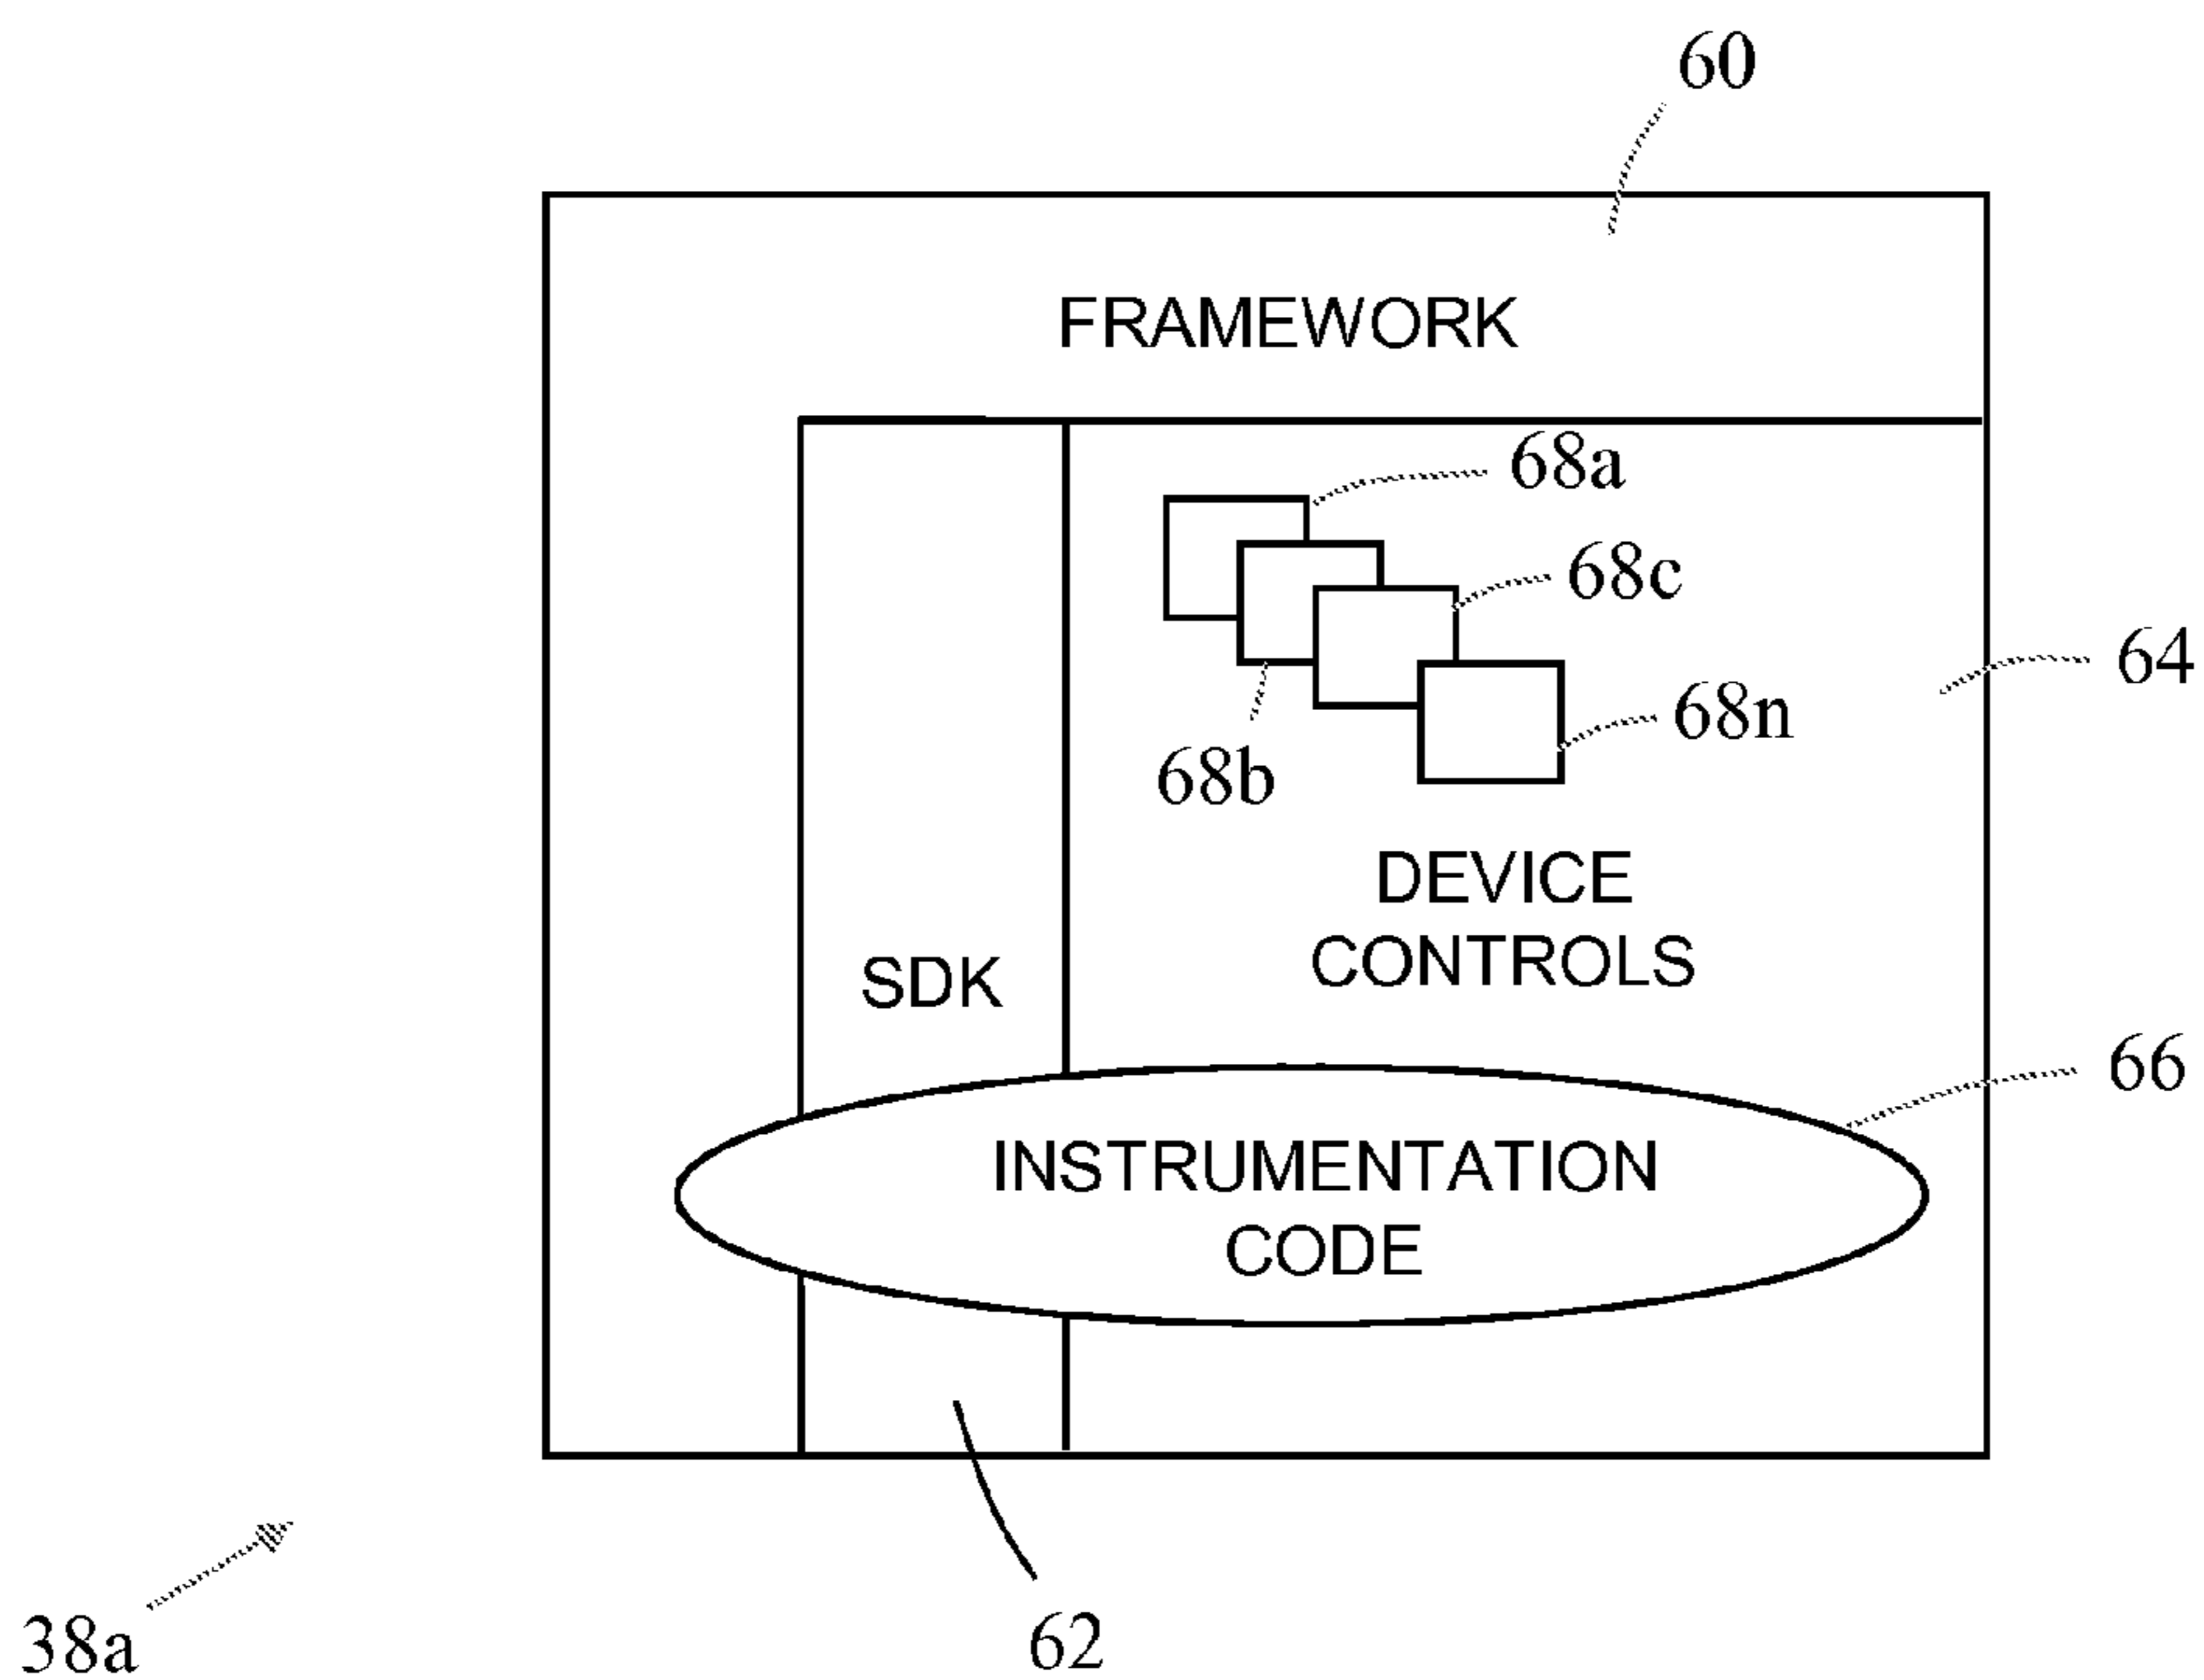 60
FRAMEWORK
68a
68c
64
68n
68b
DEVICE
CONTROLS
SDK
66
INSTRUMENTATION
CODE
62
38a